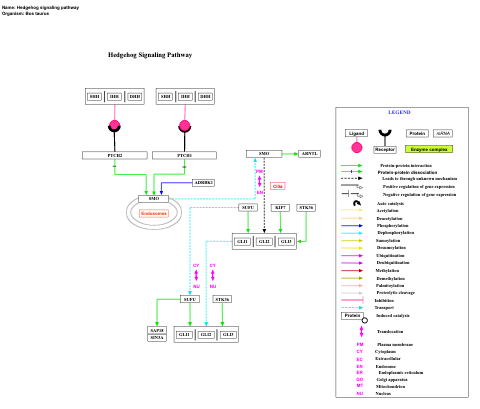 Name: Hedgehog signaling pathway
Organism: Bos taurus
Hedgehog Signaling Pathway
SHH IHH DHH SHH IHH DHH
LEGEND
Ligand Protein miRNA
Receptor Enzyme complex
PTCH2 PTCH1
SMO ARNTL
Protein-protein interaction
Protein-protein dissociation
Leads to through unknown mechanism
Positive regulation of gene expression
Negative regulation of gene expression
Auto catalysis
Acetylation
Deacetylation
Phosphorylation
Dephosphorylation
Sumoylation
Desumoylation
Ubiquitination
Deubiquitination
Methylation
Demethylation
Palmitoylation
Proteolytic cleavage
Inhibition
Transport
Protein Induced catalysis
Translocation
PM Plasma membrane
CY Cytoplasm
EC Extracellular
EN Endosome
ER Endoplasmic reticulum
GO Golgi apparatus
MT Mitochondrion
NU Nucleus
PM
EN
Cilia
ADRBK1
SMO
Endosomes
SUFU KIF7 STK36
GLI1 GLI2 GLI3
CY CY
NU NU
SUFU STK36
SAP18
SIN3A
GLI1 GLI2 GLI3